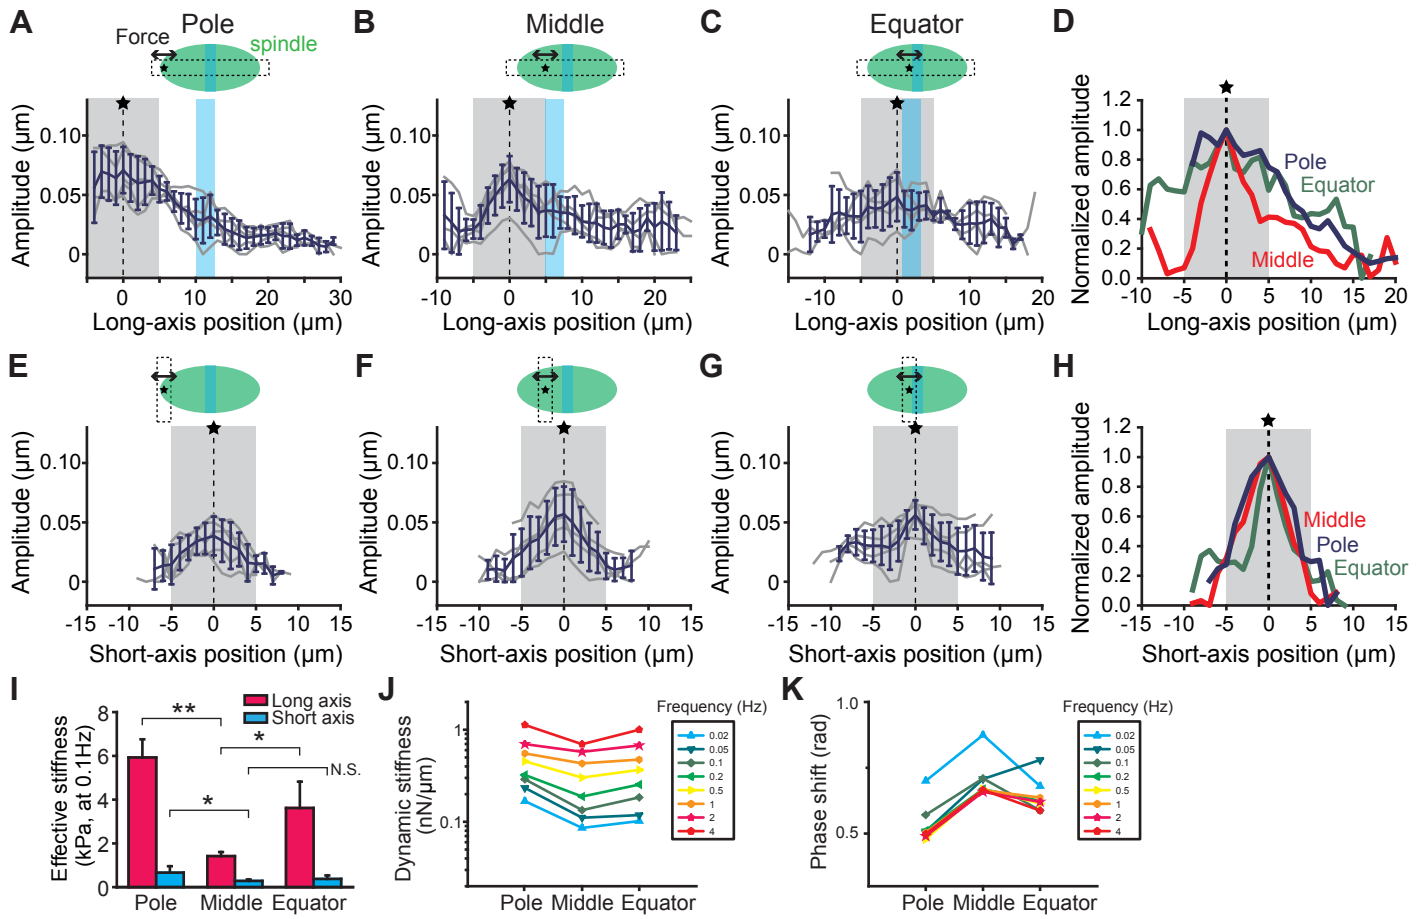 A
Pole
Force
spindle
Amplitude (µm)
0.10
0.05
0
0
10
20
30
Long-axis position (µm)
B
Middle
Amplitude (µm)
0.10
0.05
0
-10
0
10
20
Long-axis position (µm)
C
Equator
Amplitude (µm)
0.10
0.05
0
-10
0
10
20
Long-axis position (µm)
D
Normalized amplitude
1.2
1.0
0.8
0.6
0.4
0.2
0.0
Pole
Equator
Middle
-10
-5
0
5
10
15
20
Long-axis position (µm)
E
Amplitude (µm)
0.10
0.05
0
-15
-10
-5
0
5
10
15
Short-axis position (µm)
F
Amplitude (µm)
0.10
0.05
0
-15
-10
-5
0
5
10
15
Short-axis position (µm)
G
Amplitude (µm)
0.10
0.05
0
-15
-10
-5
0
5
10
15
Short-axis position (µm)
H
Normalized amplitude
1.2
1.0
0.8
0.6
0.4
0.2
0.0
Middle
Pole
Equator
-15
-10
-5
0
5
10
15
Short-axis position (µm)
I
Long axis
Short axis
Effective stiffness
(kPa, at 0.1Hz)
8
6
4
2
0
**
*
*
N.S.
Pole
Middle
Equator
J
Dynamic stiffness
(nN/µm)
1
0.1
Pole
Middle
Equator
Frequency (Hz)
0.02
0.05
0.1
0.2
0.5
1
2
4
K
Phase shift (rad)
1.0
0.5
Pole
Middle
Equator
Frequency (Hz)
0.02
0.05
0.1
0.2
0.5
1
2
4